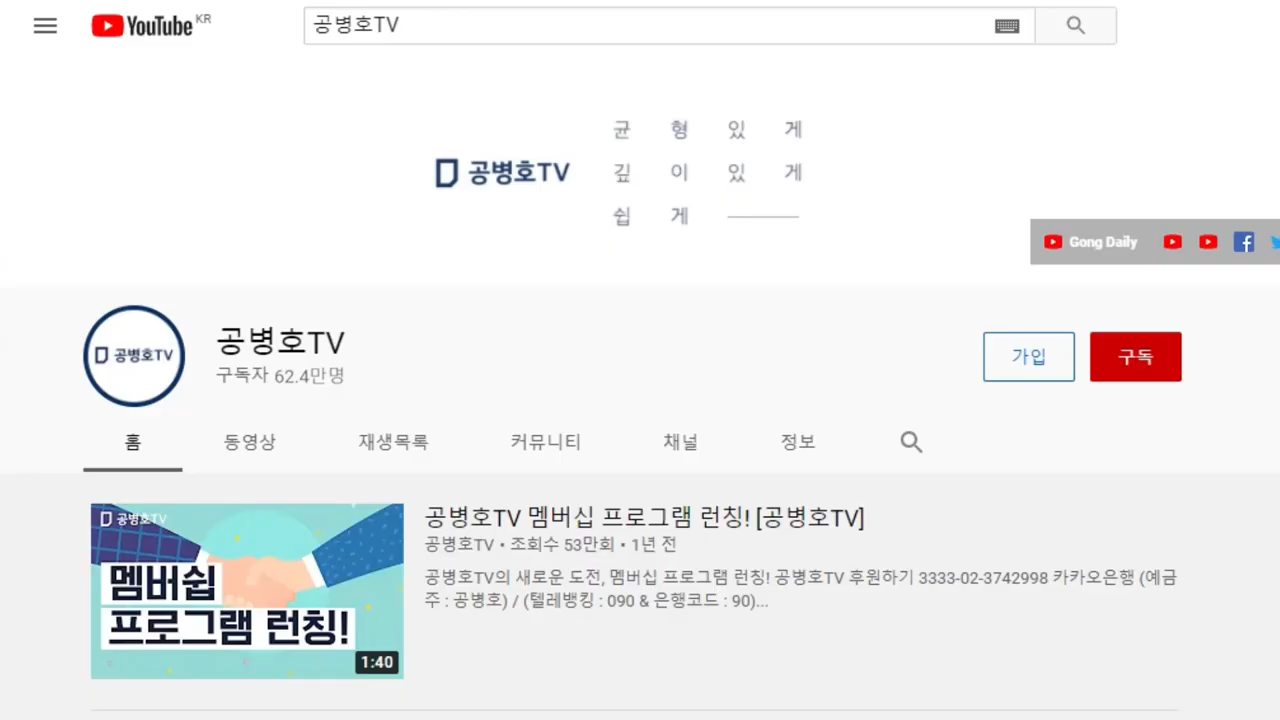 YouTube KR
공병호TV
균형있게
공병호TV
깊이있게
쉽게
Gong Daily
공병호TV
공병호TV
구독자 62.4만명
가입
구독
홈
동영상
재생목록
커뮤니티
채널
정보
공병호TV
멤버쉽
프로그램 런칭!
1:40
공병호TV 멤버십 프로그램 런칭! [공병호TV]
공병호TV • 조회수 53만회 • 1년 전
공병호TV의 새로운 도전, 멤버십 프로그램 런칭! 공병호TV 후원하기 3333-02-3742998 카카오은행 (예금
주 : 공병호) / (텔레뱅킹 : 090 & 은행코드 : 90)...